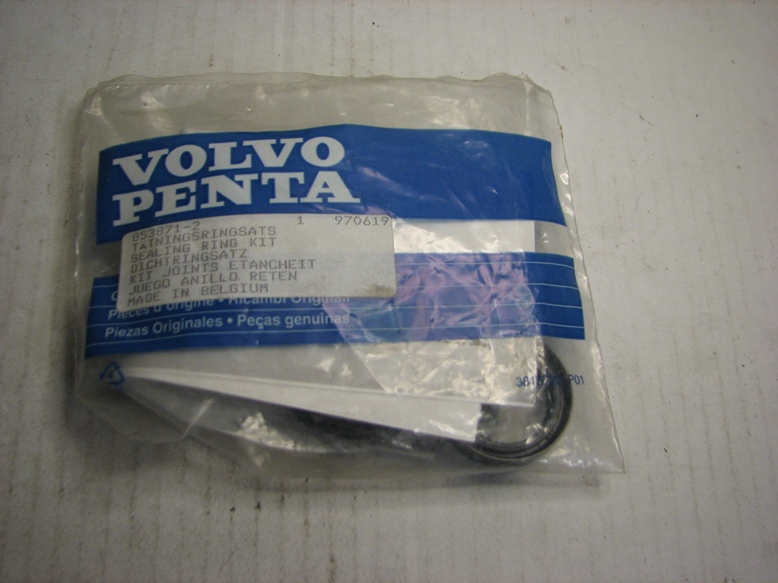 VOLVO
PENTA
853871-2 1 970619
TÄTNINGSRINGSATS
SEALING RING KIT
DICHTRINGSATZ
KIT JOINTS ETANCHEIT
JUEGO ANILLO RETEN
MADE IN BELGIUM
Pièces d'origine • Ricambi Originali
Piezas Originales • Peças genuinas